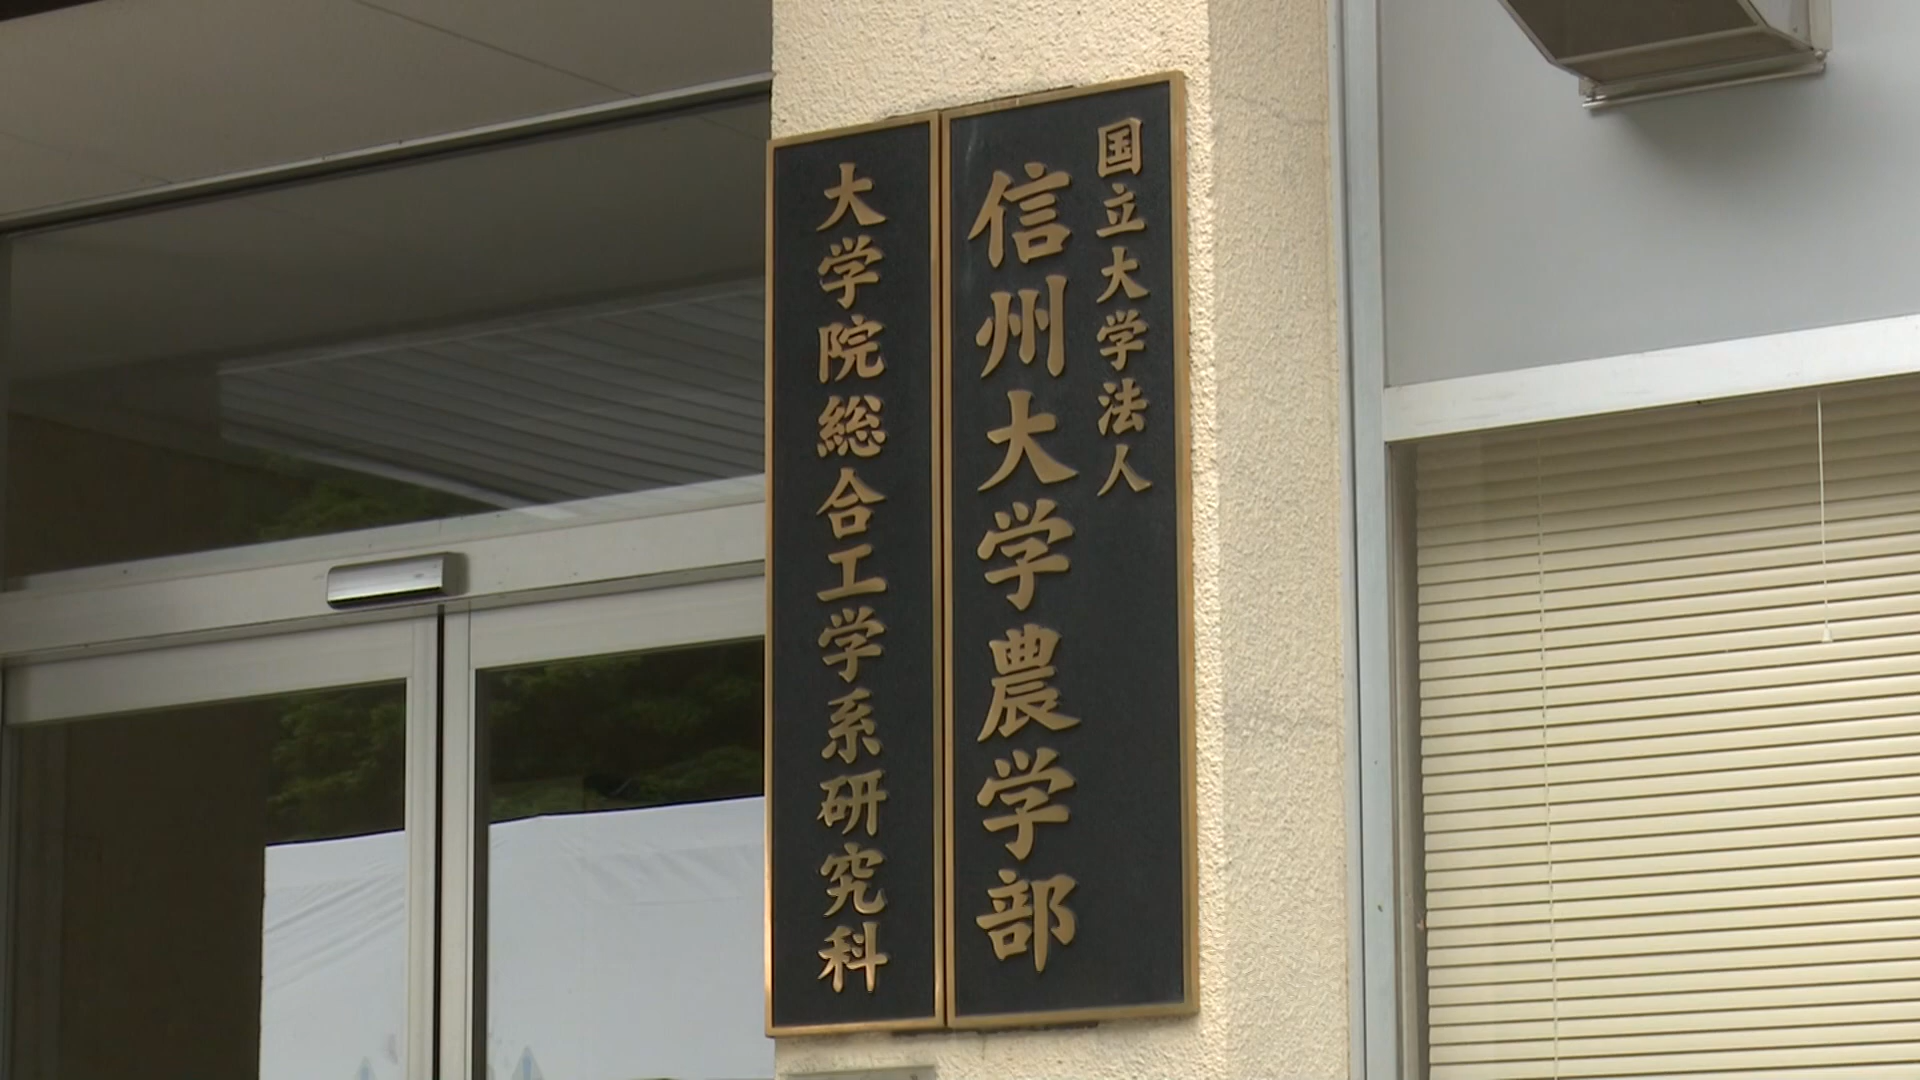 国立大学法人
信州大学農学部
大学院総合工学系研究科